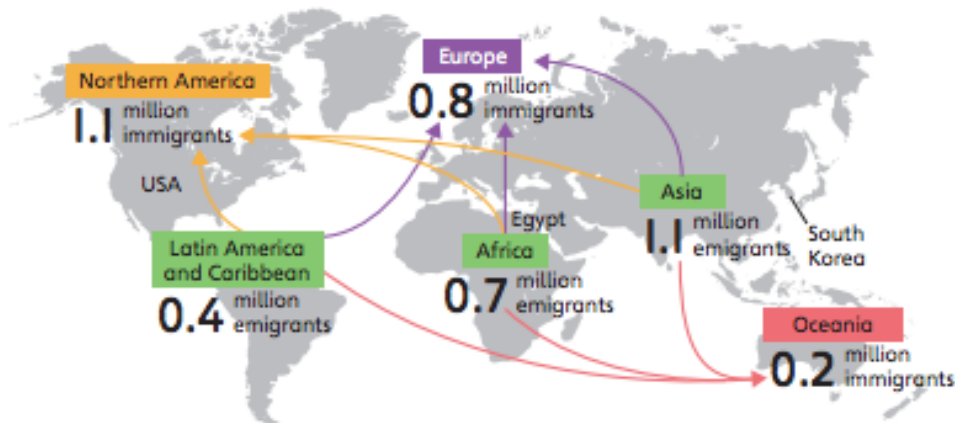 Northern America
1.1 million
immigrants
USA
Europe
0.8 million
immigrants
Latin America
and Caribbean
0.4 million
emigrants
Egypt
Africa
0.7 million
emigrants
Asia
1.1 million
emigrants
South
Korea
Oceania
0.2 million
immigrants